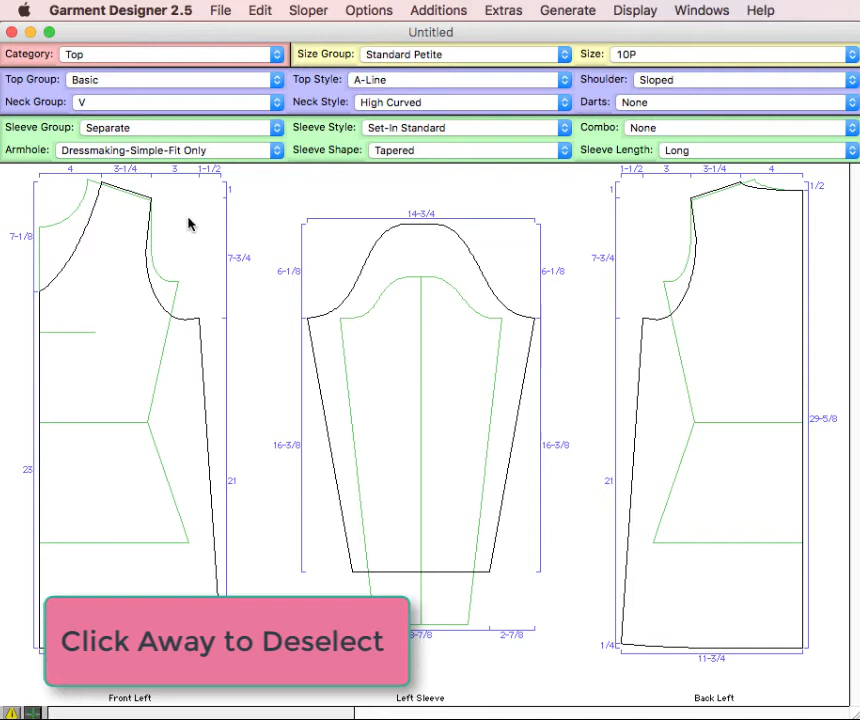 Garment Designer 2.5 File Edit Sloper Options Additions Extras Generate Display Windows Help
Untitled
Category: Top Size Group: Standard Petite Size: 10P
Top Group: Basic Top Style: A-Line Shoulder: Sloped
Neck Group: V Neck Style: High Curved Darts: None
Sleeve Group: Separate Sleeve Style: Set-In Standard Combo: None
Armhole: Dressmaking-Simple-Fit Only Sleeve Shape: Tapered Sleeve Length: Long
4 3-1/4 3 1-1/2 1-1/2 3 3-1/4 4
1 1 1/2
14-3/4
7-1/8
7-3/4 7-3/4
6-1/8 6-1/8
29-5/8
16-3/8 16-3/8
23
21 21
2-7/8
Click Away to Deselect
1/4
11-3/4
Front Left Left Sleeve Back Left